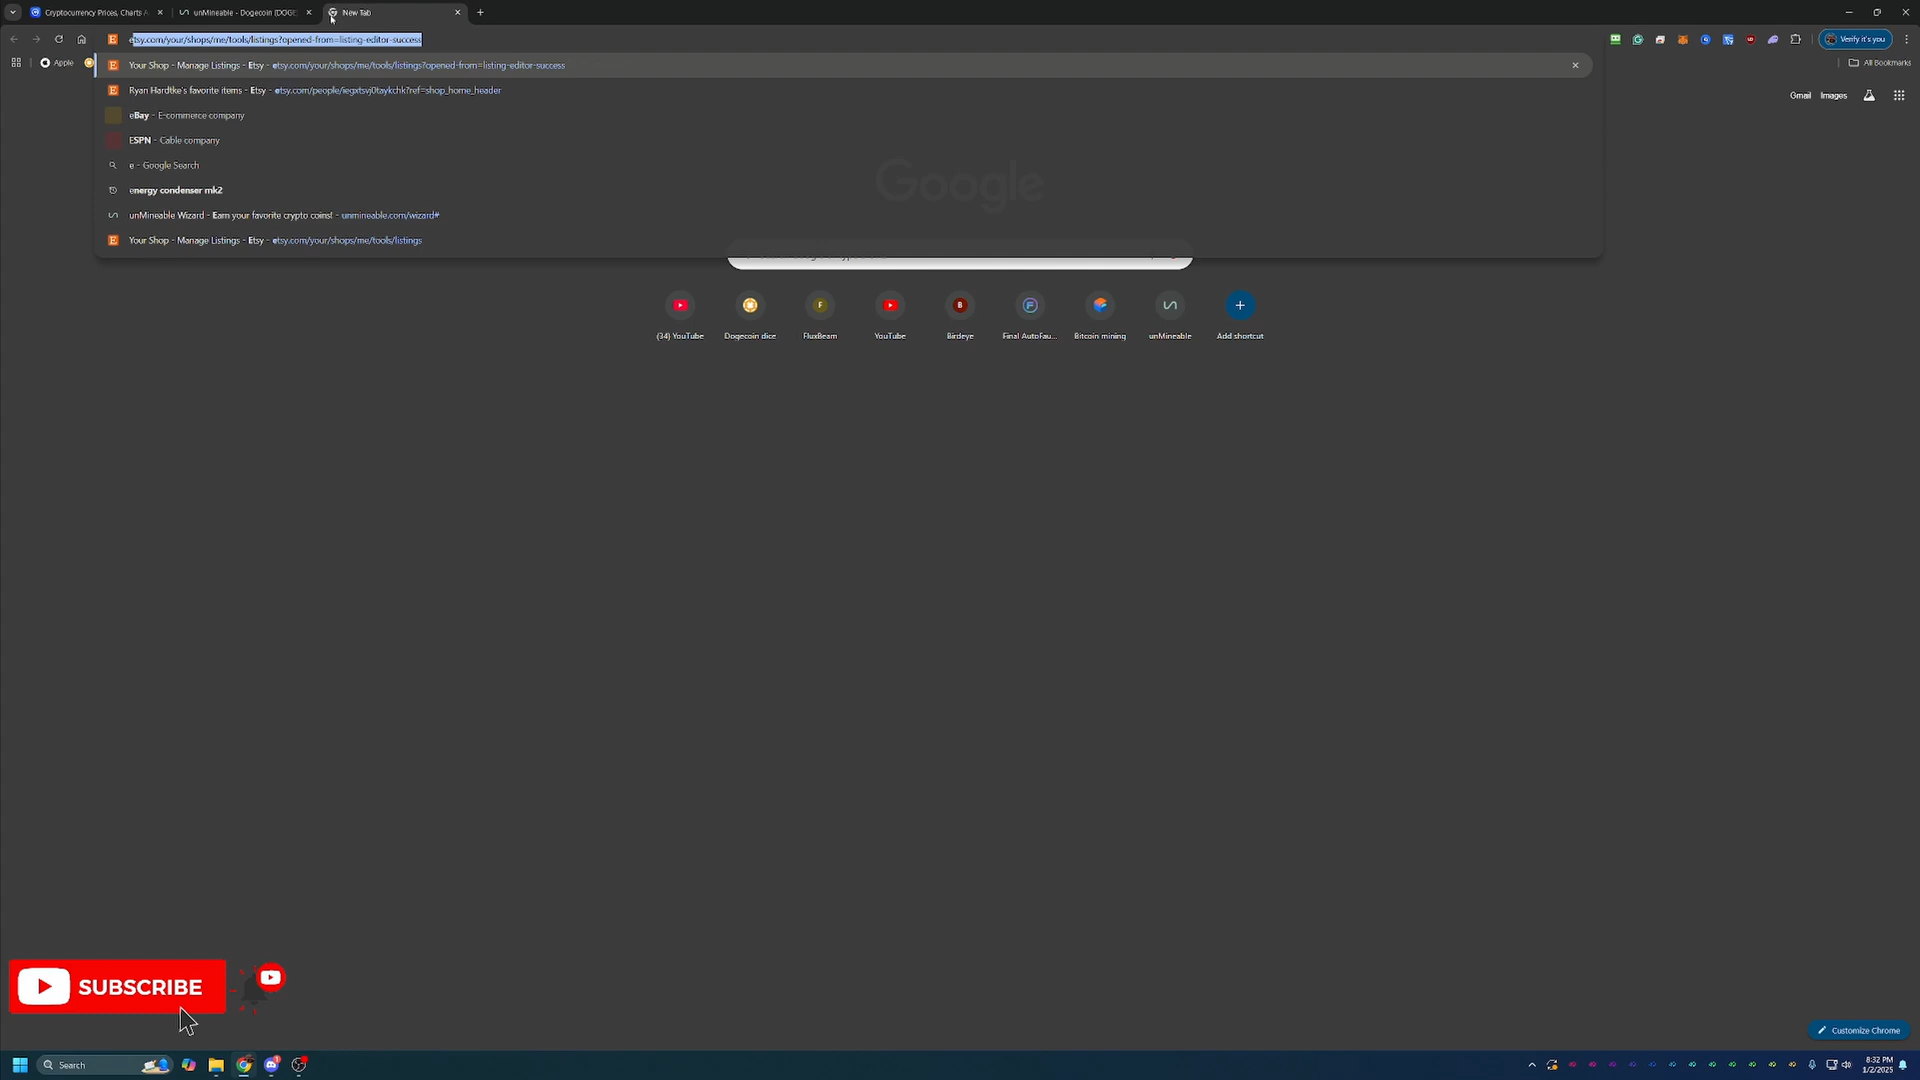 Cryptocurrency Prices, Charts A
unMineable - Dogecoin (DOGE
New Tab
etsy.com/your/shops/me/tools/listings?opened-from=listing-editor-success
Verify it's you
Apple
All Bookmarks
Your Shop - Manage Listings - Etsy - etsy.com/your/shops/me/tools/listings?opened-from=listing-editor-success
Ryan Hardtke's favorite items - Etsy - etsy.com/people/iegxtsvj0taykchk?ref=shop_home_header
Gmail
Images
eBay - E-commerce company
ESPN - Cable company
e - Google Search
energy condenser mk2
Google
unMineable Wizard - Earn your favorite crypto coins! - unmineable.com/wizard#
Your Shop - Manage Listings - Etsy - etsy.com/your/shops/me/tools/listings
(34) YouTube
Dogecoin dice
FluxBeam
YouTube
Birdeye
Final AutoFau...
Bitcoin mining
unMineable
Add shortcut
SUBSCRIBE
Customize Chrome
Search
8:32 PM
1/2/2025